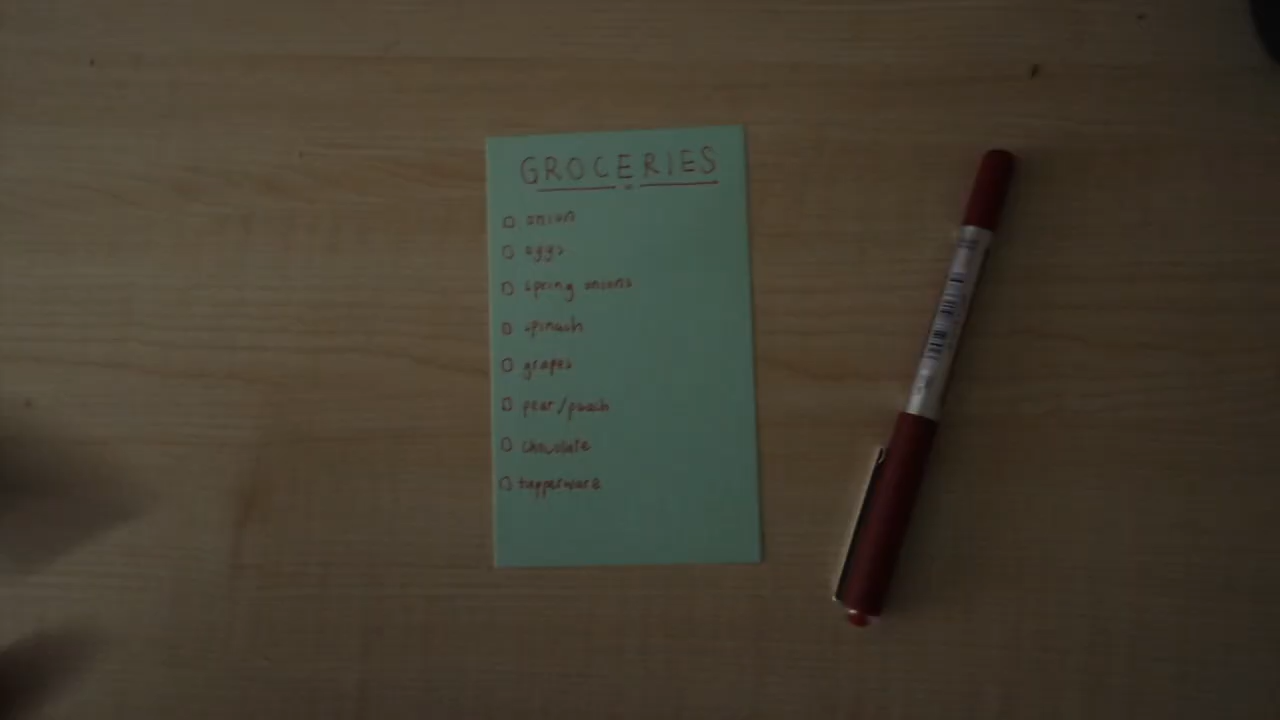 GROCERIES
onion
eggs
spring onions
spinach
grapes
pear/peach
chocolate
tupperware